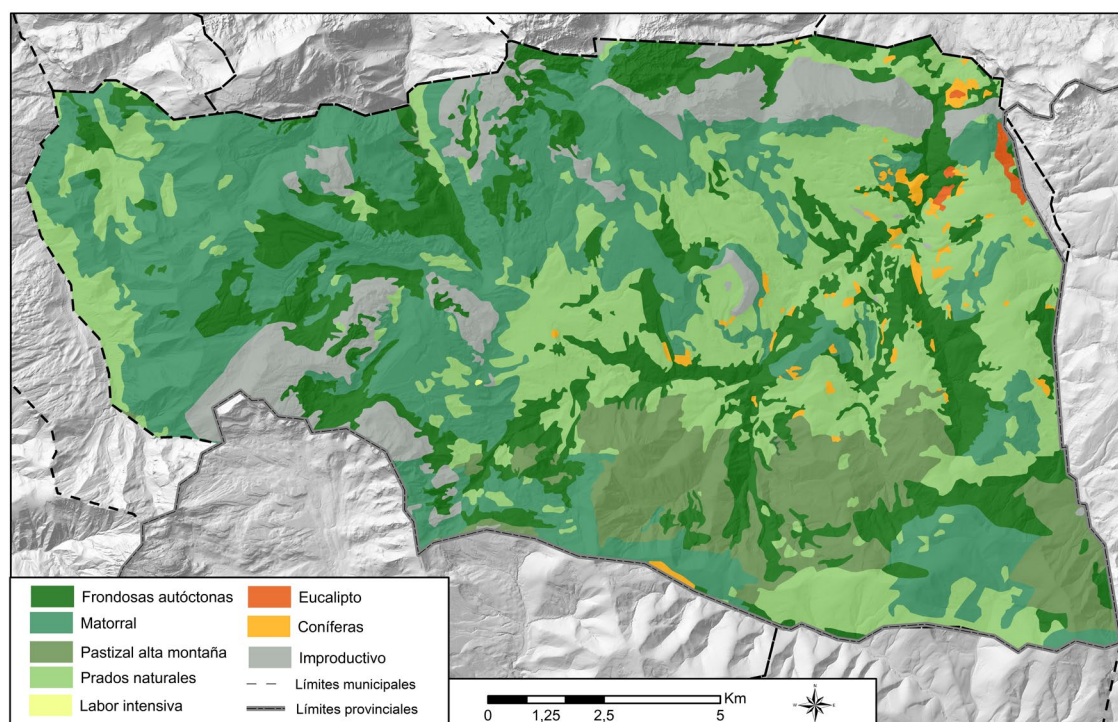 Frondosas autóctonas
Matorral
Pastizal alta montaña
Prados naturales
Labor intensiva
Eucalipto
Coníferas
Improductivo
Límites municipales
Límites provinciales
Km
0 1,25 2,5 5
N
W E
S